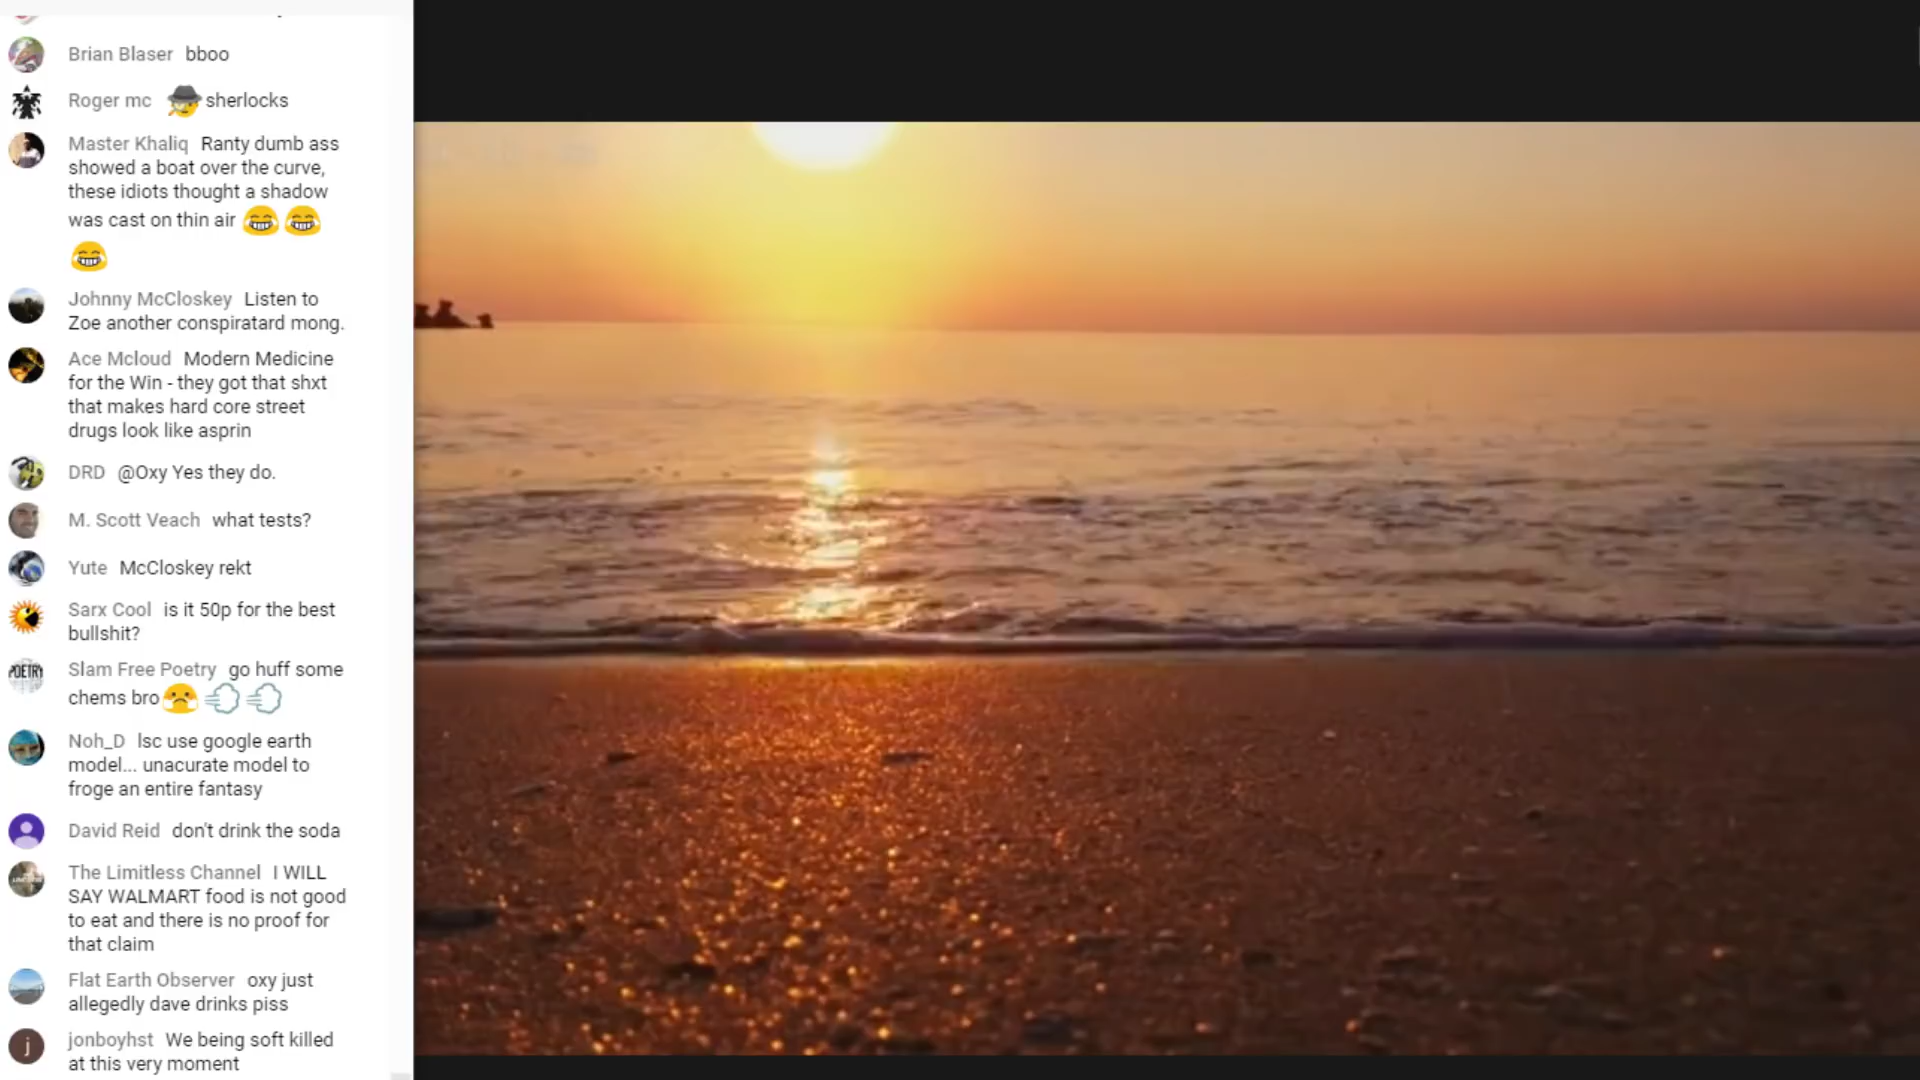 Brian Blaser bboo
Roger mc sherlocks
Master Khaliq Ranty dumb ass
showed a boat over the curve,
these idiots thought a shadow
was cast on thin air
Johnny McCloskey Listen to
Zoe another conspiratard mong.
Ace Mcloud Modern Medicine
for the Win - they got that shxt
that makes hard core street
drugs look like asprin
DRD @Oxy Yes they do.
M. Scott Veach what tests?
Yute McCloskey rekt
Sarx Cool is it 50p for the best
bullshit?
POETRY
Slam Free Poetry go huff some
chems bro
Noh_D lsc use google earth
model... unacurate model to
froge an entire fantasy
David Reid don't drink the soda
The Limitless Channel I WILL
SAY WALMART food is not good
to eat and there is no proof for
that claim
Flat Earth Observer oxy just
allegedly dave drinks piss
j
jonboyhst We being soft killed
at this very moment